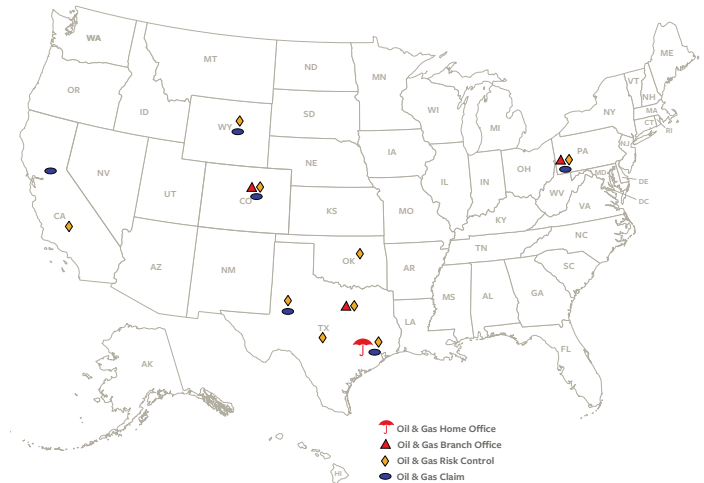 WA
ME
MT
ND
MN
VT
NH
OR
ID
SD
WI
MI
NY
MA
CT
RI
WY
IA
NE
PA
NJ
NV
UT
CO
IL
IN
OH
MD
DE
WV
VA
DC
CA
KS
MO
KY
NC
TN
OK
AZ
NM
AR
SC
MS
AL
GA
LA
TX
FL
AK
HI
Oil & Gas Home Office
Oil & Gas Branch Office
Oil & Gas Risk Control
Oil & Gas Claim